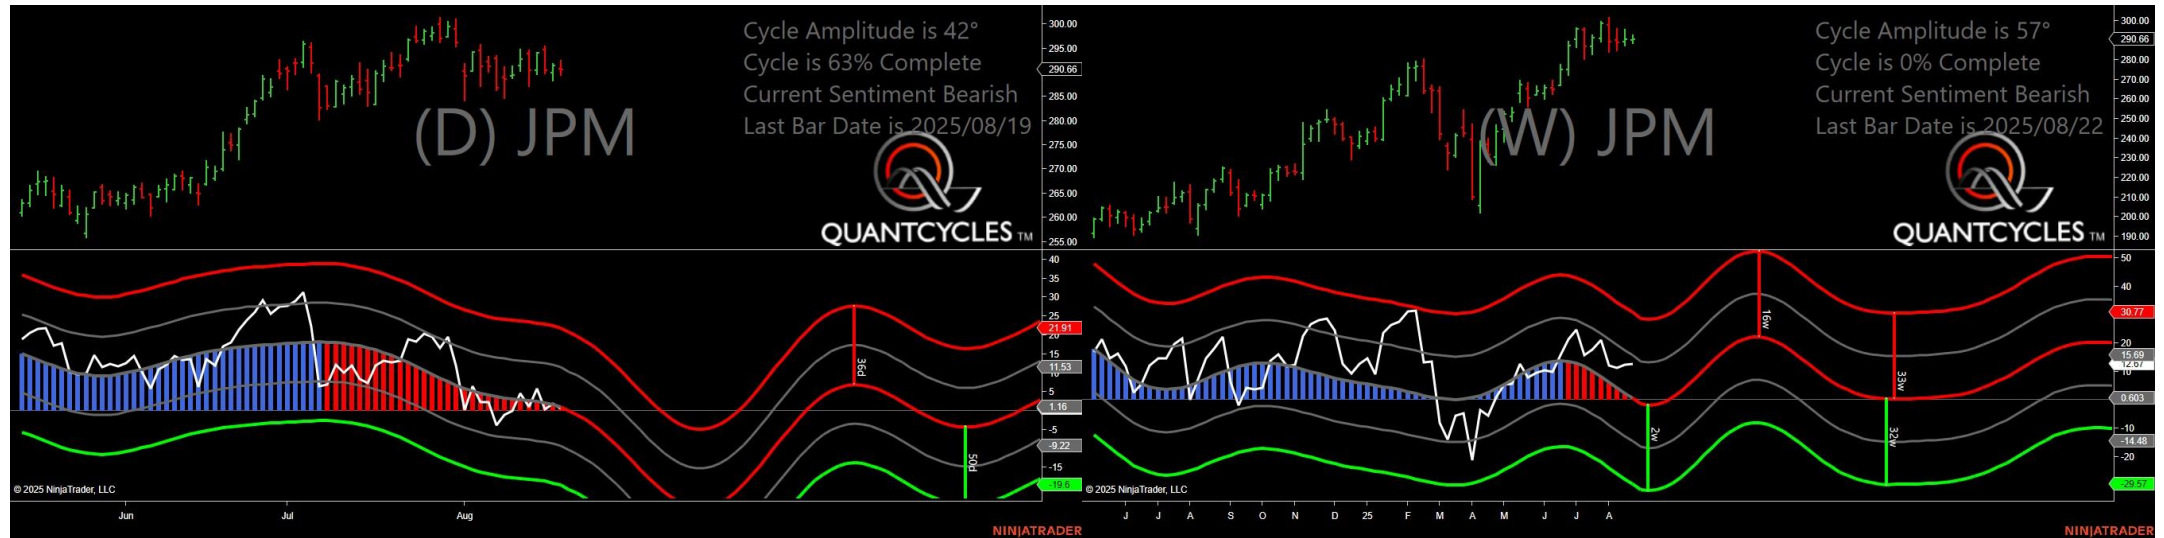 Cycle Amplitude is 42°
Cycle is 63% Complete
Current Sentiment Bearish
Last Bar Date is 2025/08/19
(D) JPM
QUANTCYCLES TM
300.00
295.00
290.66
285.00
280.00
275.00
270.00
265.00
260.00
255.00
40
35
30
25
21.91
20
15
11.53
10
5
1.16
-5
-9.22
-15
-19.6
36d
50d
© 2025 NinjaTrader, LLC
Jun Jul Aug
NINJATRADER
Cycle Amplitude is 57°
Cycle is 0% Complete
Current Sentiment Bearish
Last Bar Date is 2025/08/22
(W) JPM
QUANTCYCLES TM
300.00
290.66
280.00
270.00
260.00
250.00
240.00
230.00
220.00
210.00
200.00
190.00
50
40
30.77
20
15.69
12.67
10
0.603
-10
-14.48
-20
-29.57
16w
33w
2w
32w
© 2025 NinjaTrader, LLC
J J A S O N D 25 F M A M J J A
NINJATRADER